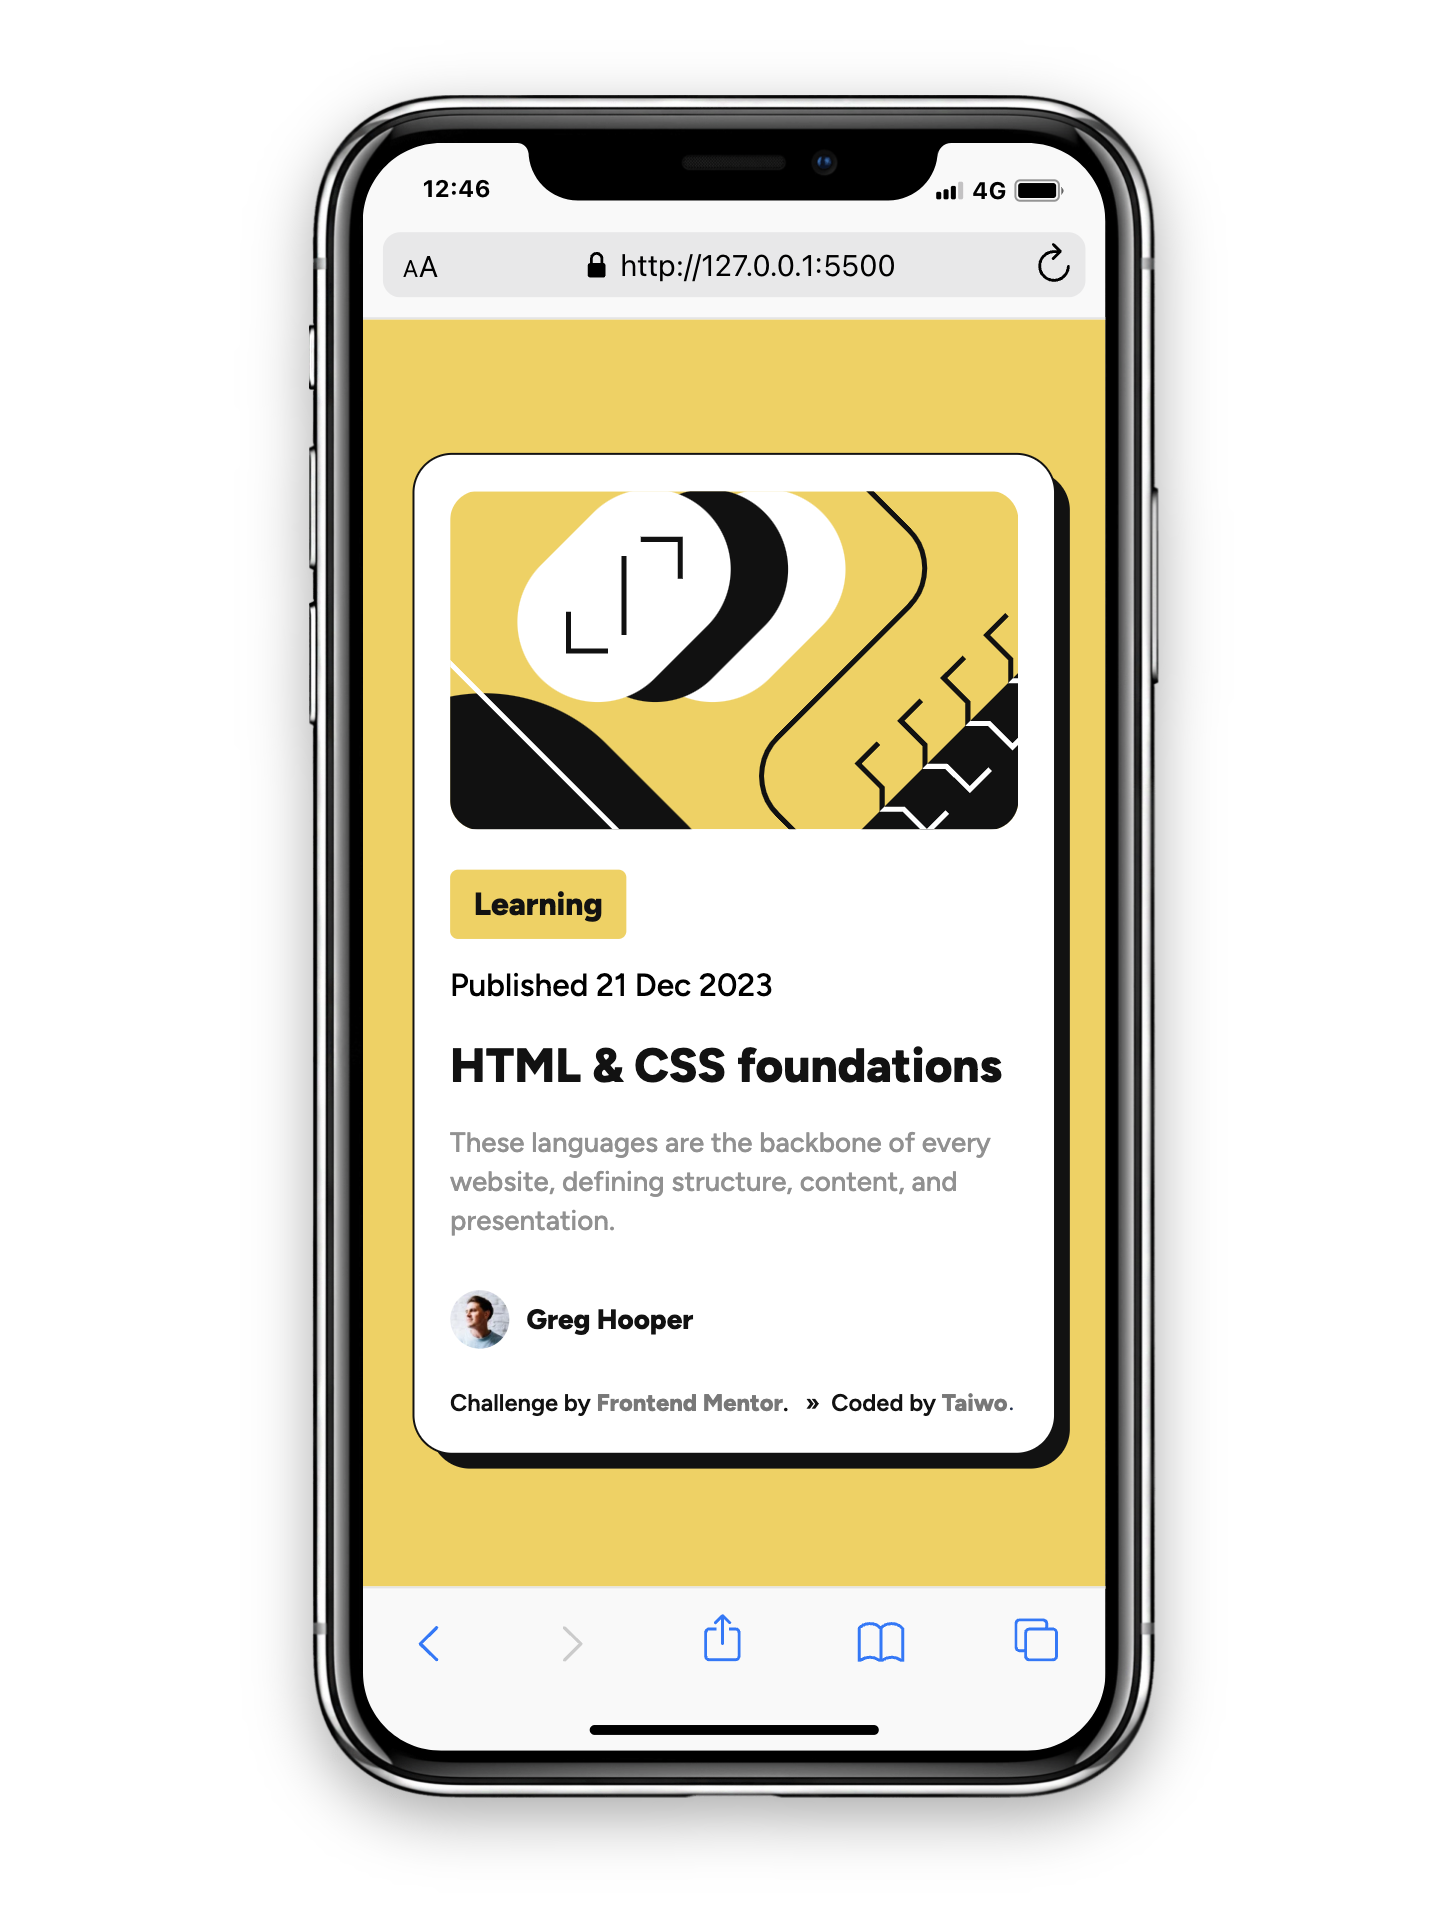 12:46 4G
AA http://127.0.0.1:5500
Learning
Published 21 Dec 2023
HTML & CSS foundations
These languages are the backbone of every
website, defining structure, content, and
presentation.
Greg Hooper
Challenge by Frontend Mentor. » Coded by Taiwo.